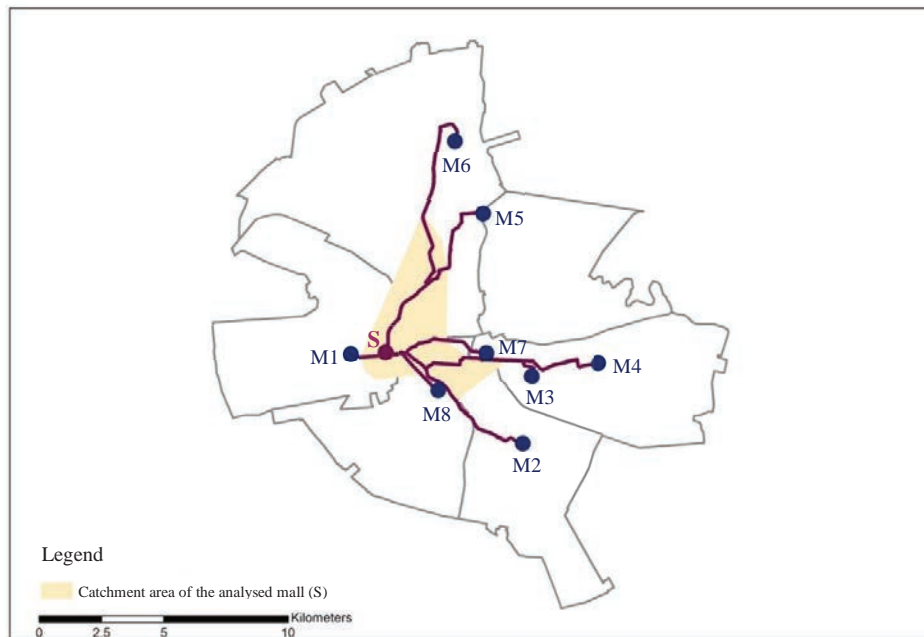 M6
M5
S
M1
M7
M4
M3
M8
M2
Legend
Catchment area of the analysed mall (S)
Kilometers
0 2.5 5 10